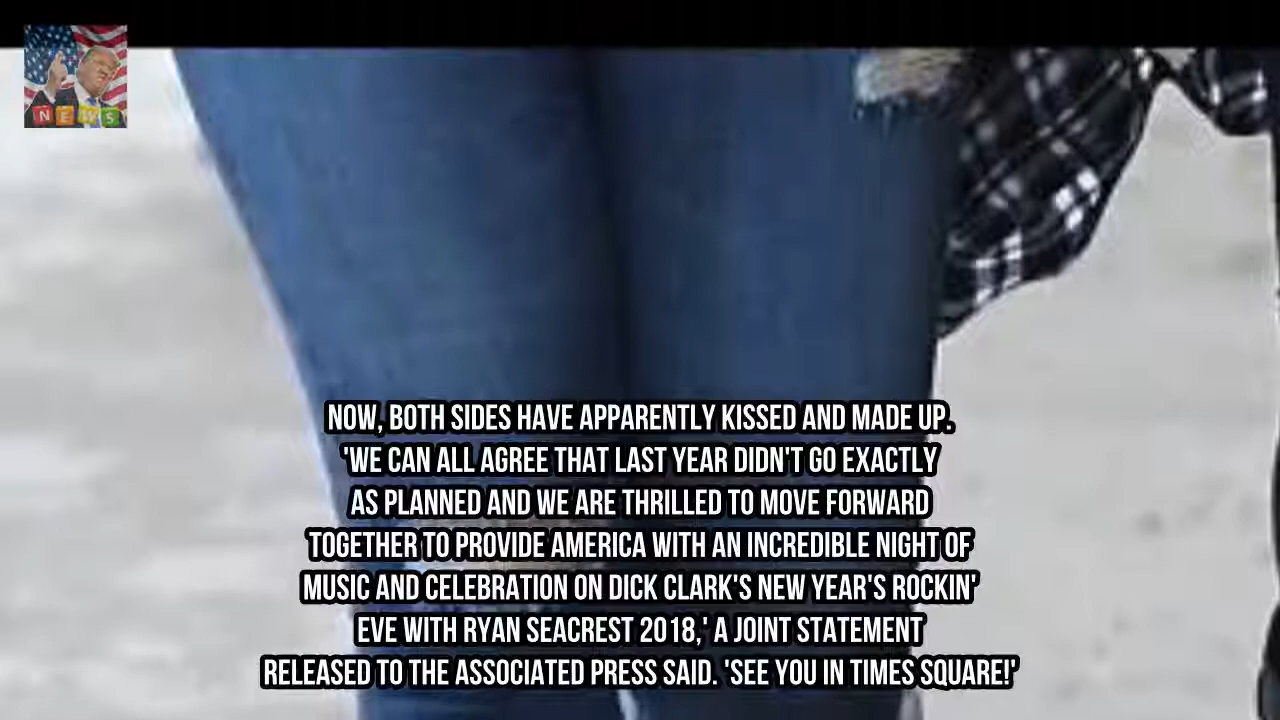 NEWS
NOW, BOTH SIDES HAVE APPARENTLY KISSED AND MADE UP.
'WE CAN ALL AGREE THAT LAST YEAR DIDN'T GO EXACTLY
AS PLANNED AND WE ARE THRILLED TO MOVE FORWARD
TOGETHER TO PROVIDE AMERICA WITH AN INCREDIBLE NIGHT OF
MUSIC AND CELEBRATION ON DICK CLARK'S NEW YEAR'S ROCKIN'
EVE WITH RYAN SEACREST 2018,' A JOINT STATEMENT
RELEASED TO THE ASSOCIATED PRESS SAID. 'SEE YOU IN TIMES SQUARE!'